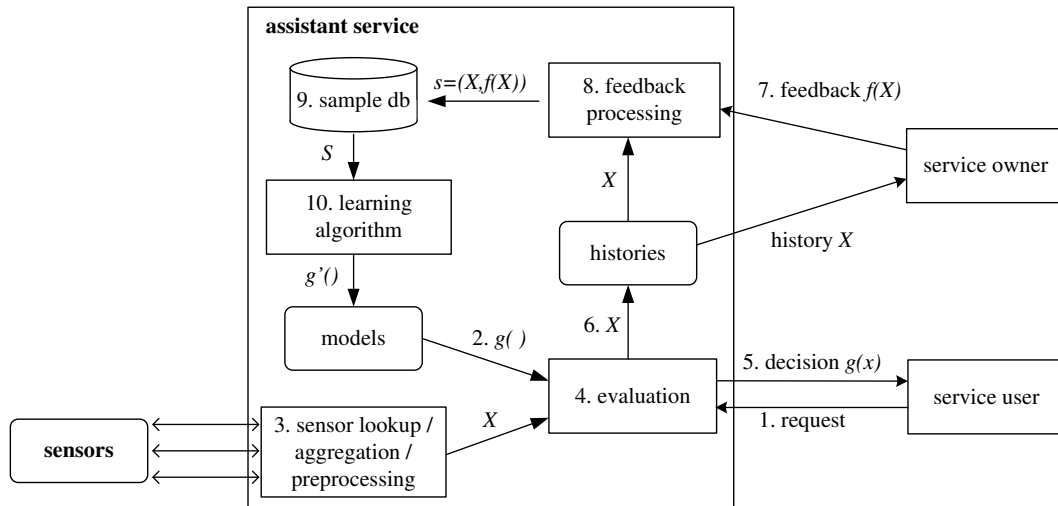 assistant service
9. sample db
s=(X,f(X))
8. feedback
processing
7. feedback f(X)
service owner
S
X
10. learning
algorithm
histories
history X
g’()
models
2. g( )
6. X
4. evaluation
5. decision g(x)
service user
1. request
sensors
3. sensor lookup /
aggregation /
preprocessing
X